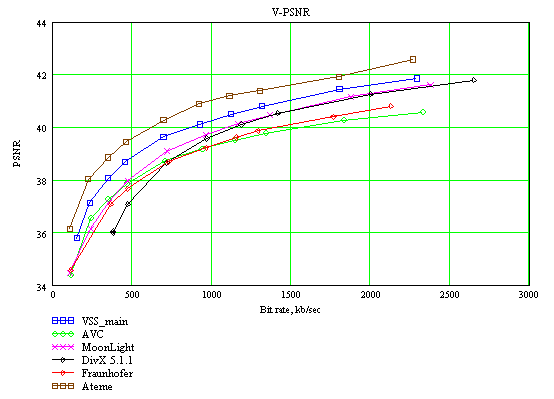 V-PSNR
44
42
40
38
36
34
PSNR
0
500
1000
1500
2000
2500
3000
Bit rate, kb/sec
VSS_main
AVC
MoonLight
DivX 5.1.1
Fraunhofer
Ateme